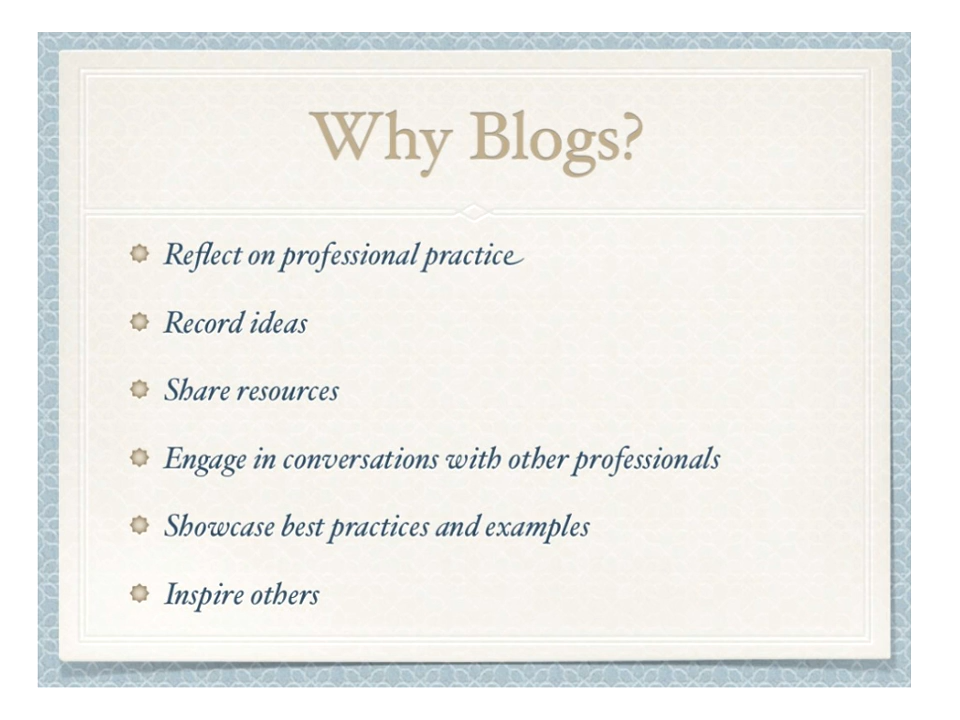 Why Blogs?
Reflect on professional practice
Record ideas
Share resources
Engage in conversations with other professionals
Showcase best practices and examples
Inspire others